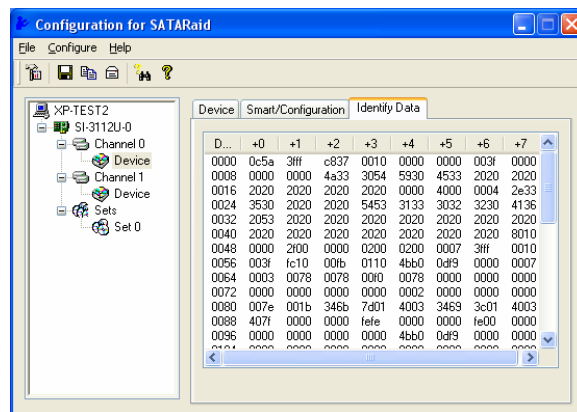 Configuration for SATARaid
File Configure Help
XP-TEST2
SI-3112U-0
Channel 0
Device
Channel 1
Device
Sets
Set 0
Device Smart/Configuration Identify Data
D... +0 +1 +2 +3 +4 +5 +6 +7
0000 0c5a 3fff c837 0010 0000 0000 003f 0000
0008 0000 0000 4a33 3054 5930 4533 2020 2020
0016 2020 2020 2020 2020 0000 4000 0004 2e33
0024 3530 2020 2020 5453 3133 3032 3230 4136
0032 2053 2020 2020 2020 2020 2020 2020 2020
0040 2020 2020 2020 2020 2020 2020 2020 8010
0048 0000 2f00 0000 0200 0200 0007 3fff 0010
0056 003f fc10 00fb 0110 4bb0 0df9 0000 0007
0064 0003 0078 0078 00f0 0078 0000 0000 0000
0072 0000 0000 0000 0000 0002 0000 0000 0000
0080 007e 001b 346b 7d01 4003 3469 3c01 4003
0088 407f 0000 0000 fefe 0000 0000 fe00 0000
0096 0000 0000 0000 0000 4bb0 0df9 0000 0000